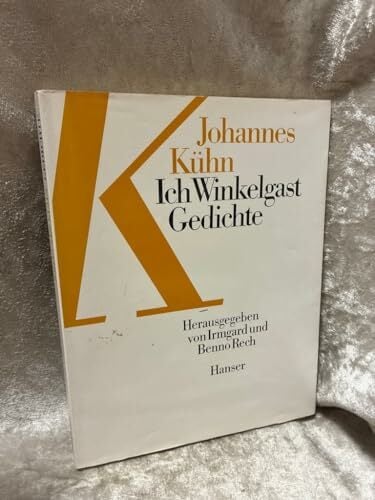 K
Johannes
Kühn
Ich Winkelgast
Gedichte
Herausgegeben
von Irmgard und
Benno Rech
Hanser